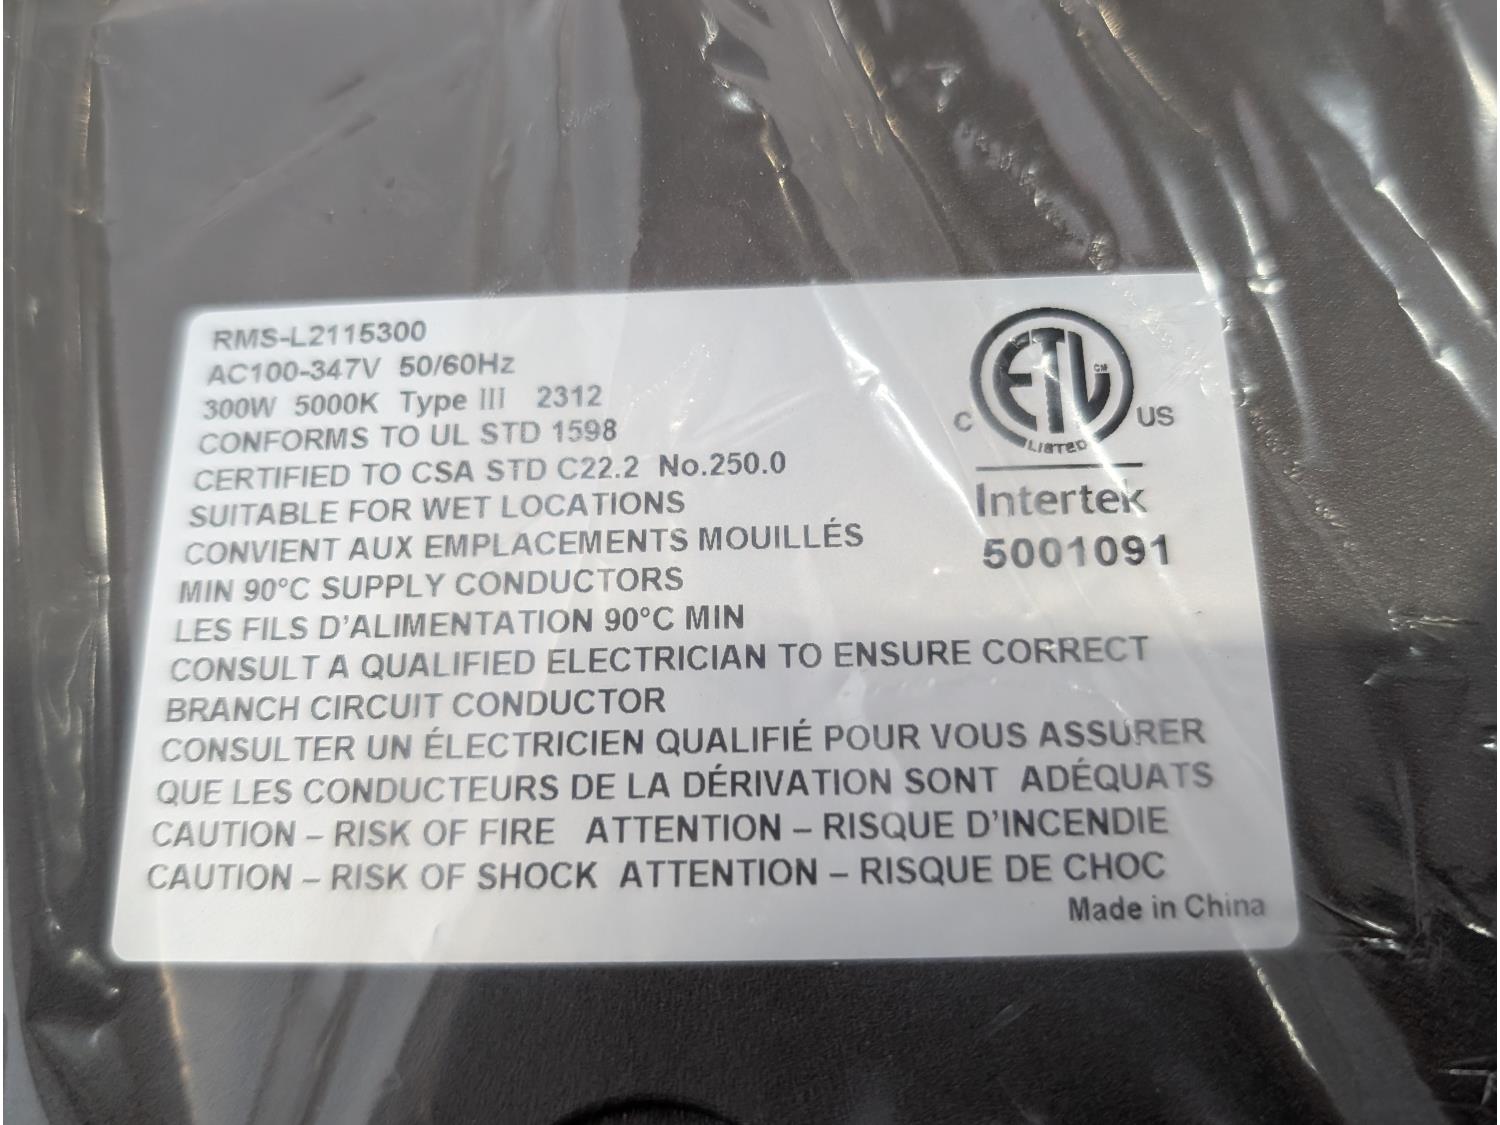 RMS-L2115300
AC100-347V 50/60Hz
300W 5000K Type III 2312
CONFORMS TO UL STD 1598
CERTIFIED TO CSA STD C22.2 No.250.0
SUITABLE FOR WET LOCATIONS
CONVIENT AUX EMPLACEMENTS MOUILLÉS
MIN 90°C SUPPLY CONDUCTORS
LES FILS D'ALIMENTATION 90°C MIN
CONSULT A QUALIFIED ELECTRICIAN TO ENSURE CORRECT
BRANCH CIRCUIT CONDUCTOR
CONSULTER UN ÉLECTRICIEN QUALIFIÉ POUR VOUS ASSURER
QUE LES CONDUCTEURS DE LA DÉRIVATION SONT ADÉQUATS
CAUTION – RISK OF FIRE ATTENTION – RISQUE D'INCENDIE
CAUTION – RISK OF SHOCK ATTENTION – RISQUE DE CHOC
Made in China
ETL CM
C US
LISTED
Intertek
5001091